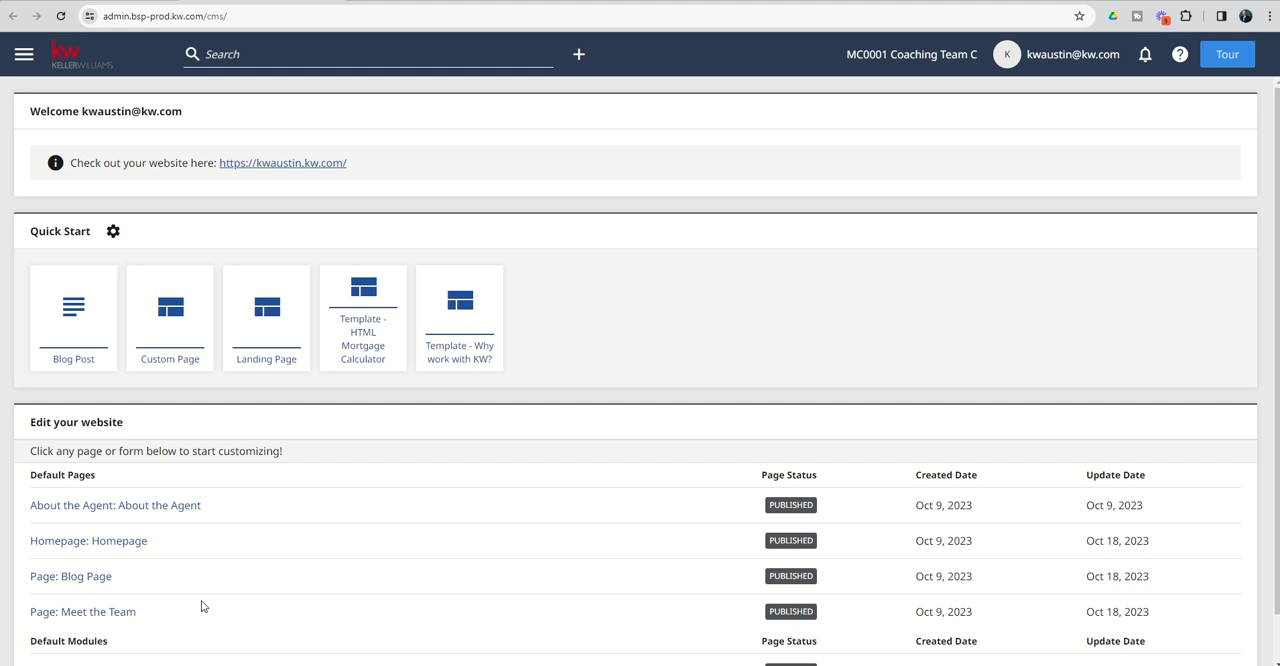 admin.bsp-prod.kw.com/cms/
9
kw
KELLERWILLIAMS
Search
MC0001 Coaching Team C
K
kwaustin@kw.com
Tour
Welcome kwaustin@kw.com
Check out your website here: https://kwaustin.kw.com/
Quick Start
Blog Post
Custom Page
Landing Page
Template -
HTML
Mortgage
Calculator
Template - Why
work with KW?
Edit your website
Click any page or form below to start customizing!
Default Pages Page Status Created Date Update Date
About the Agent: About the Agent PUBLISHED Oct 9, 2023 Oct 9, 2023
Homepage: Homepage PUBLISHED Oct 9, 2023 Oct 18, 2023
Page: Blog Page PUBLISHED Oct 9, 2023 Oct 18, 2023
Page: Meet the Team PUBLISHED Oct 9, 2023 Oct 18, 2023
Default Modules Page Status Created Date Update Date